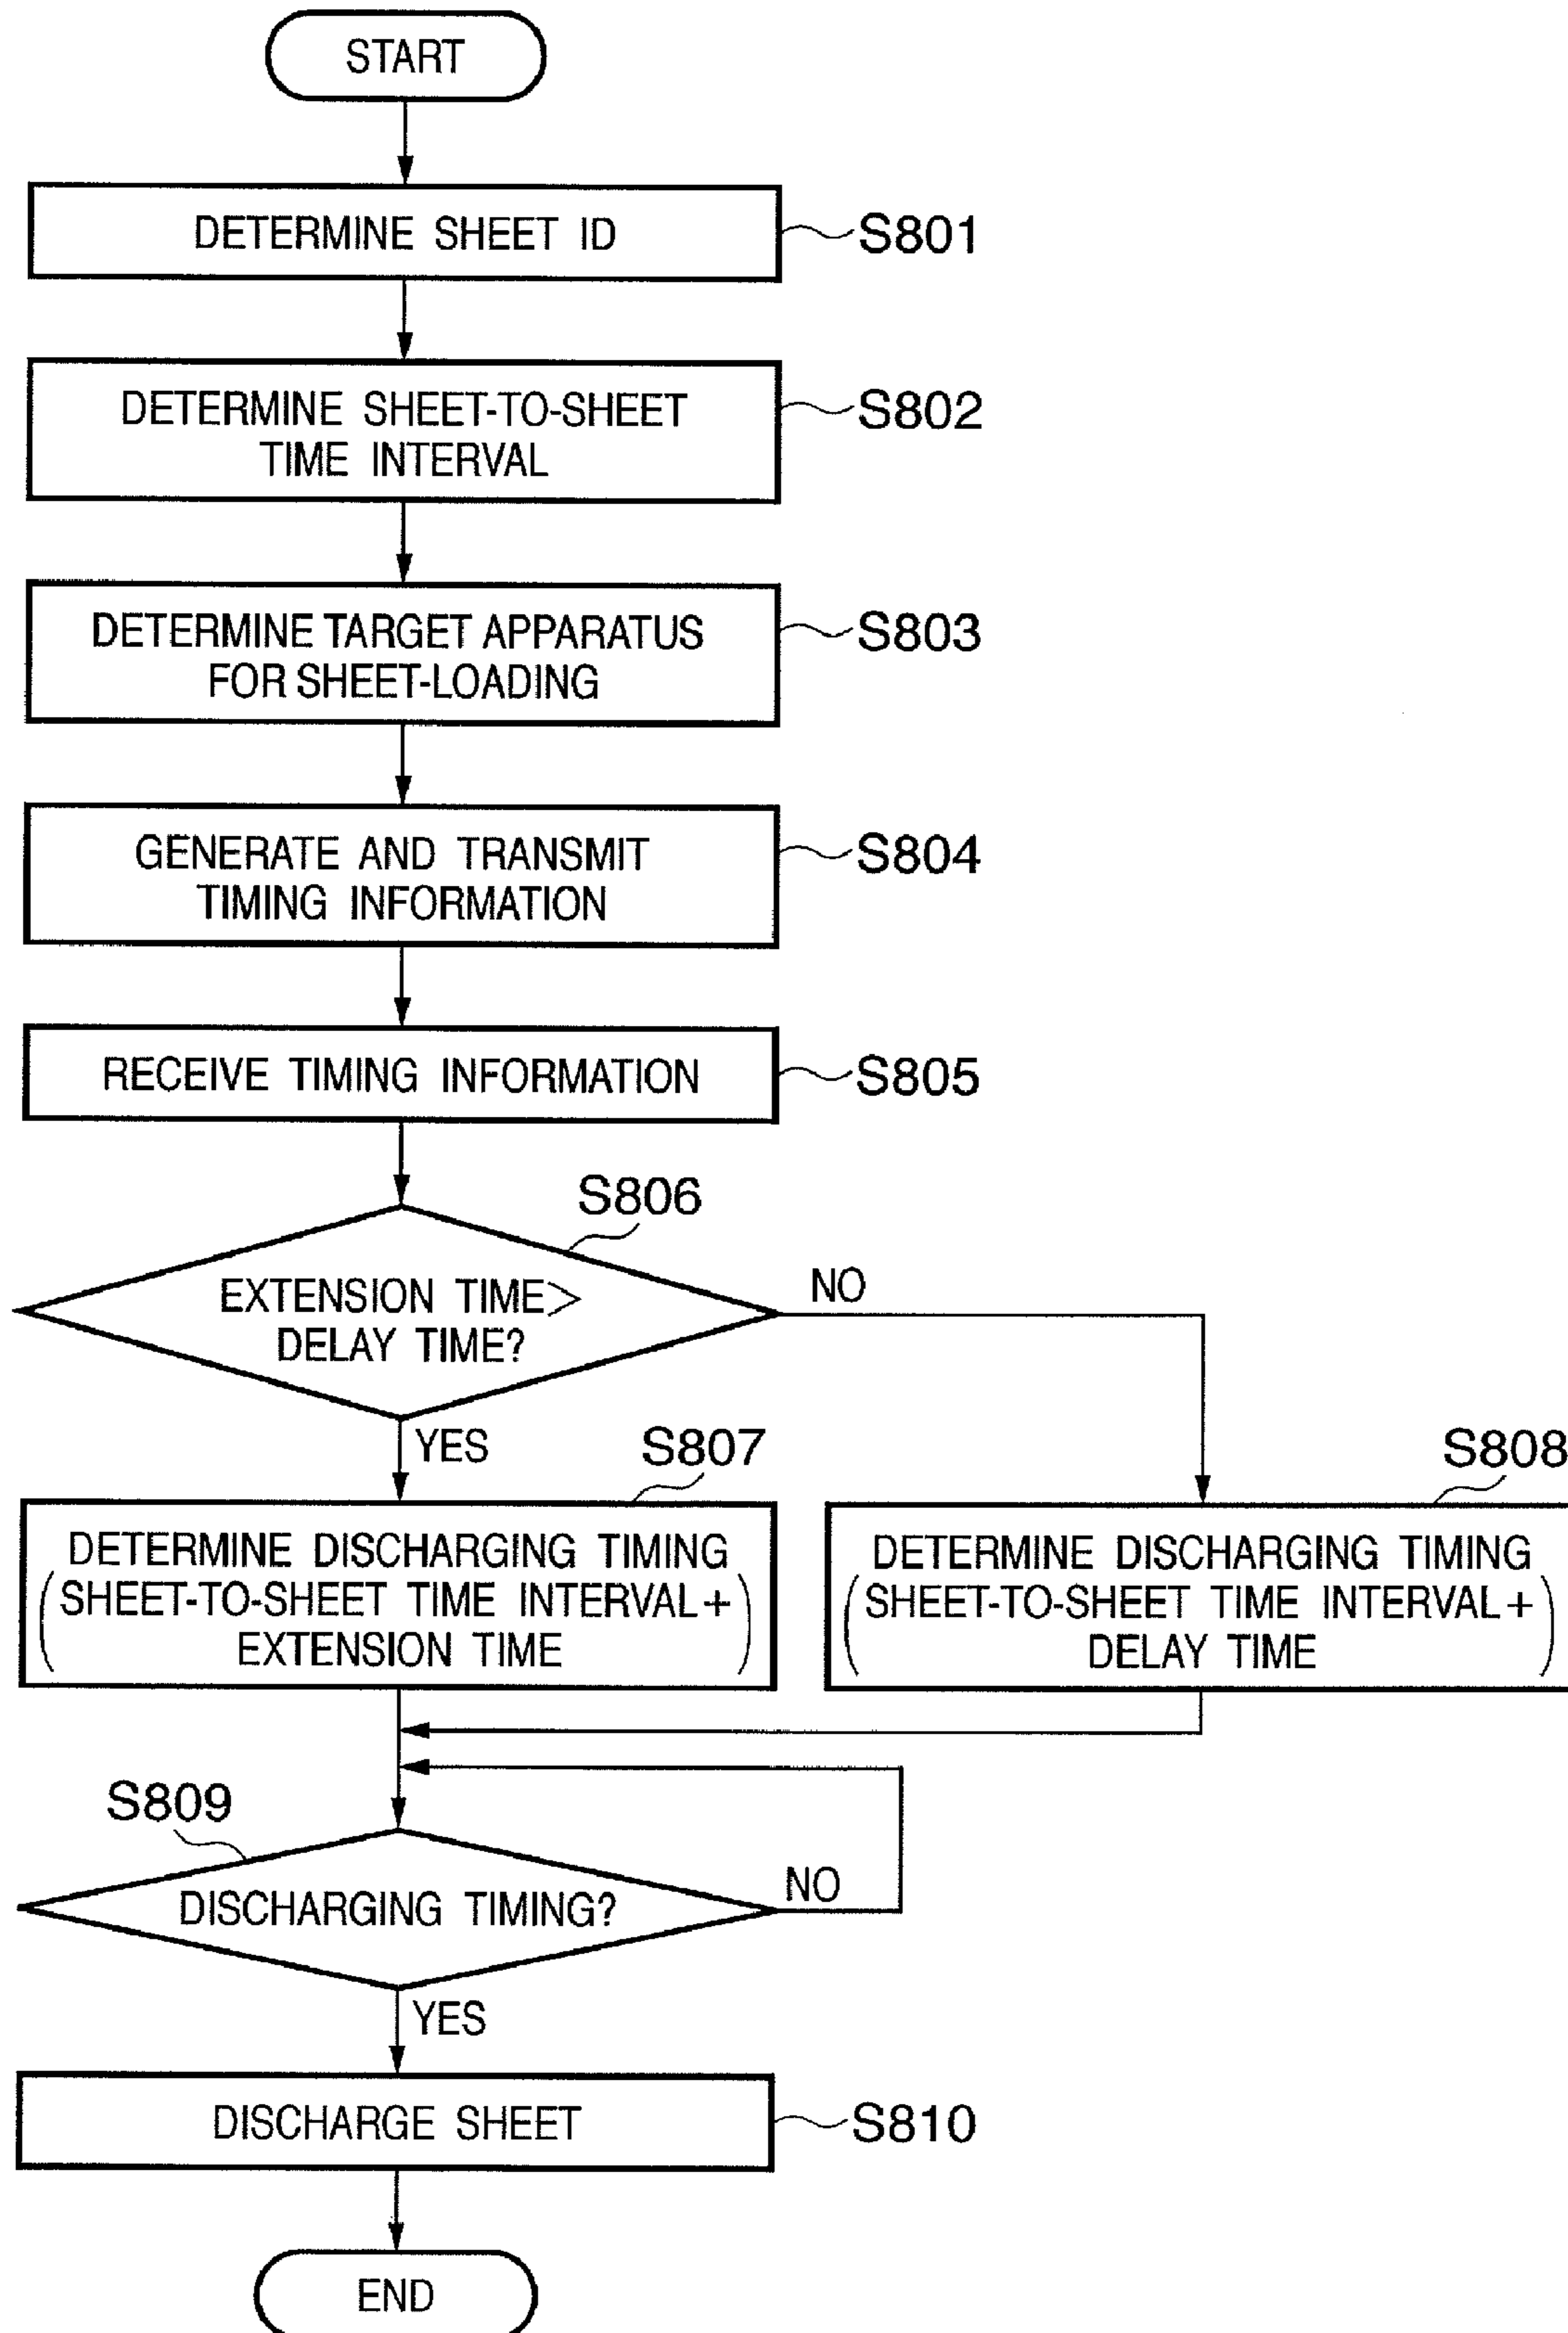 START
DETERMINE SHEET ID
S801
DETERMINE SHEET-TO-SHEET
TIME INTERVAL
S802
DETERMINE TARGET APPARATUS
FOR SHEET-LOADING
S803
GENERATE AND TRANSMIT
TIMING INFORMATION
S804
RECEIVE TIMING INFORMATION
S805
S806
EXTENSION TIME>
DELAY TIME?
NO
YES
S807
DETERMINE DISCHARGING TIMING
(SHEET-TO-SHEET TIME INTERVAL+
EXTENSION TIME)
S808
DETERMINE DISCHARGING TIMING
(SHEET-TO-SHEET TIME INTERVAL+
DELAY TIME)
S809
DISCHARGING TIMING?
NO
YES
DISCHARGE SHEET
S810
END